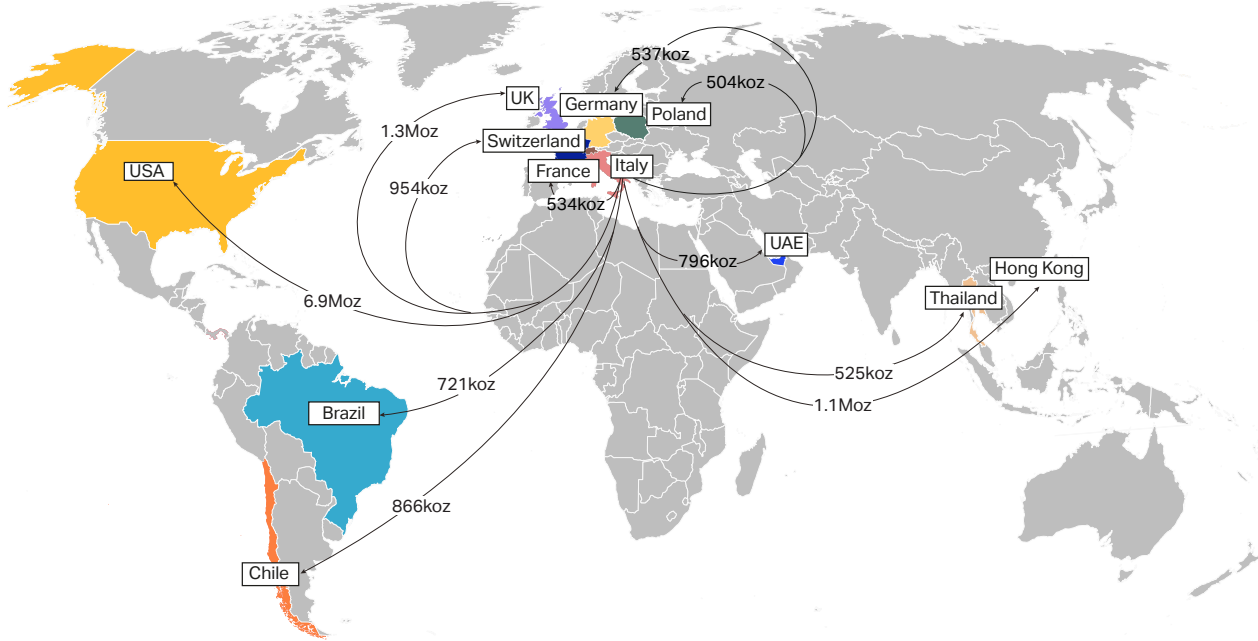 537koz
504koz
UK
Germany
Poland
1.3Moz
Switzerland
USA
France
Italy
954koz
534koz
UAE
796koz
Hong Kong
Thailand
6.9Moz
525koz
721koz
1.1Moz
Brazil
866koz
Chile